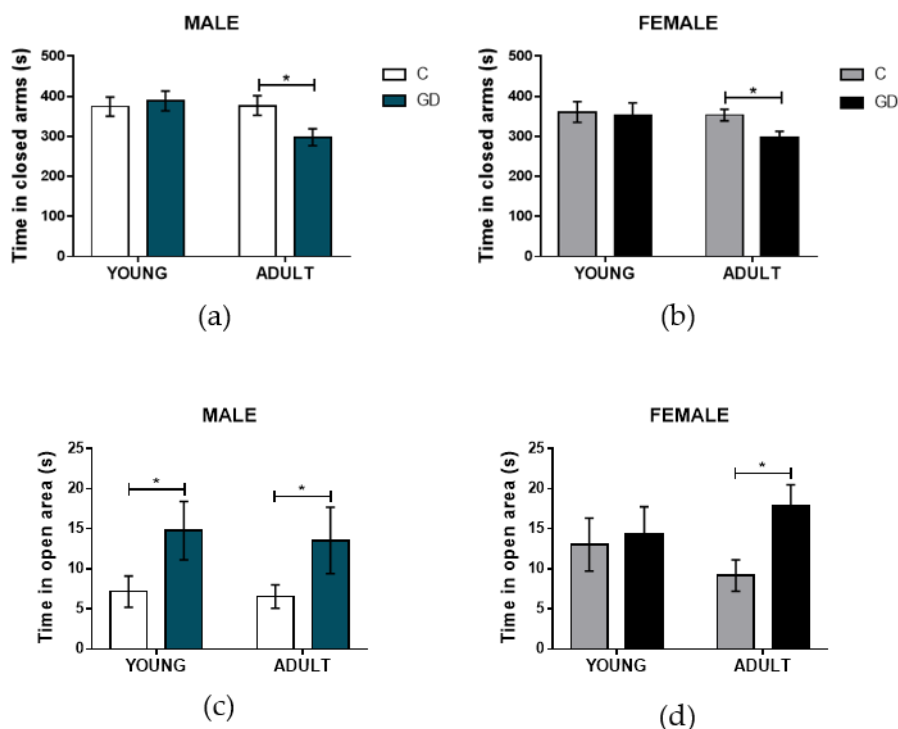 MALE
Time in closed arms (s)
500
400
300
200
100
0
YOUNG
ADULT
*
C
GD
(a)
FEMALE
Time in closed arms (s)
500
400
300
400
100
0
YOUNG
ADULT
*
C
GD
(b)
MALE
Time in open area (s)
25
20
15
10
5
0
YOUNG
ADULT
*
*
(c)
FEMALE
Time in open area (s)
25
20
15
10
5
0
YOUNG
ADULT
*
(d)